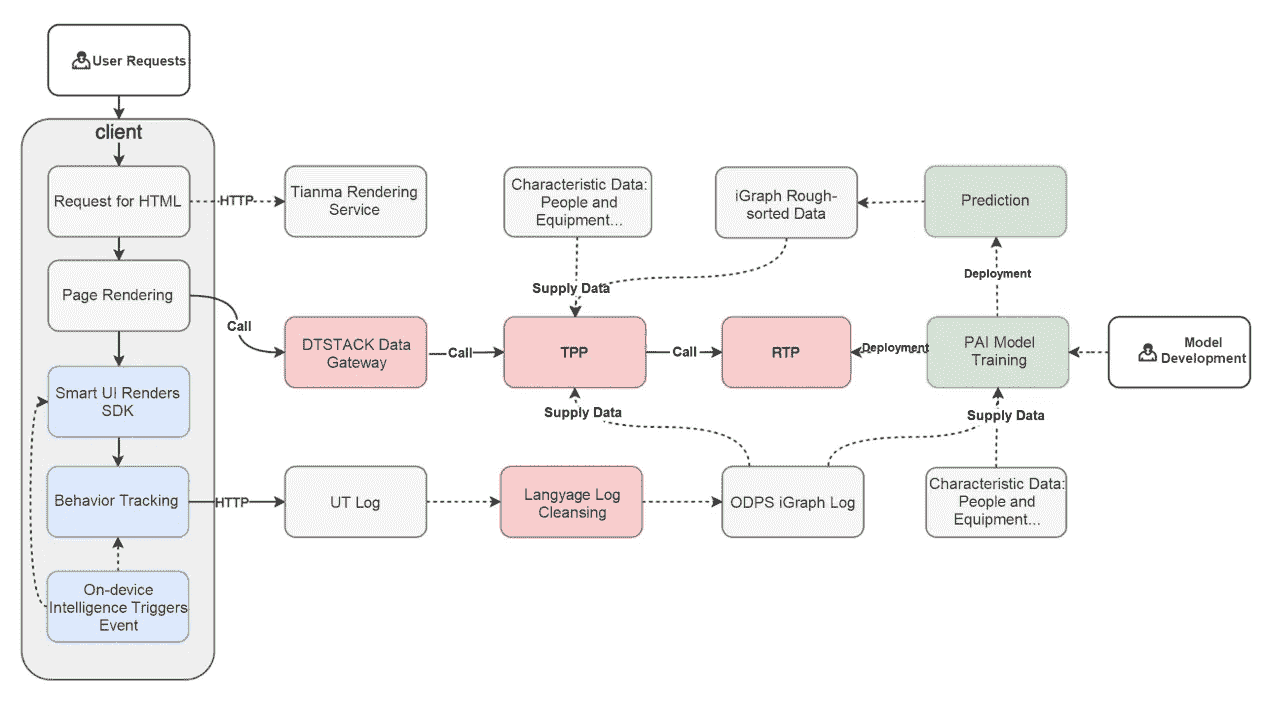 User Requests
client
Request for HTML
HTTP
Tianma Rendering
Service
Characteristic Data:
People and
Equipment...
iGraph Rough-
sorted Data
Prediction
Deployment
Supply Data
Page Rendering
Call
DTSTACK Data
Gateway
Call
TPP
Call
RTP
Deployment
PAI Model
Training
Model
Development
Smart UI Renders
SDK
Supply Data
Supply Data
Behavior Tracking
HTTP
UT Log
Langyage Log
Cleansing
ODPS iGraph Log
Characteristic Data:
People and
Equipment...
On-device
Intelligence Triggers
Event